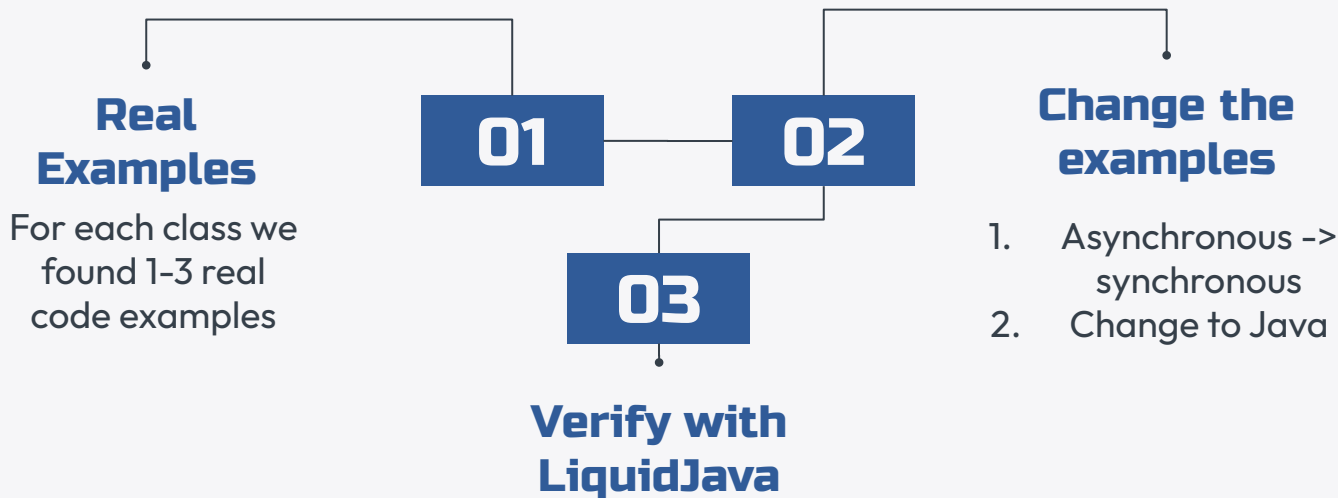 01
Real
Examples
For each class we
found 1-3 real
code examples
02
Change the
examples
1. Asynchronous ->
synchronous
2. Change to Java
03
Verify with
LiquidJava